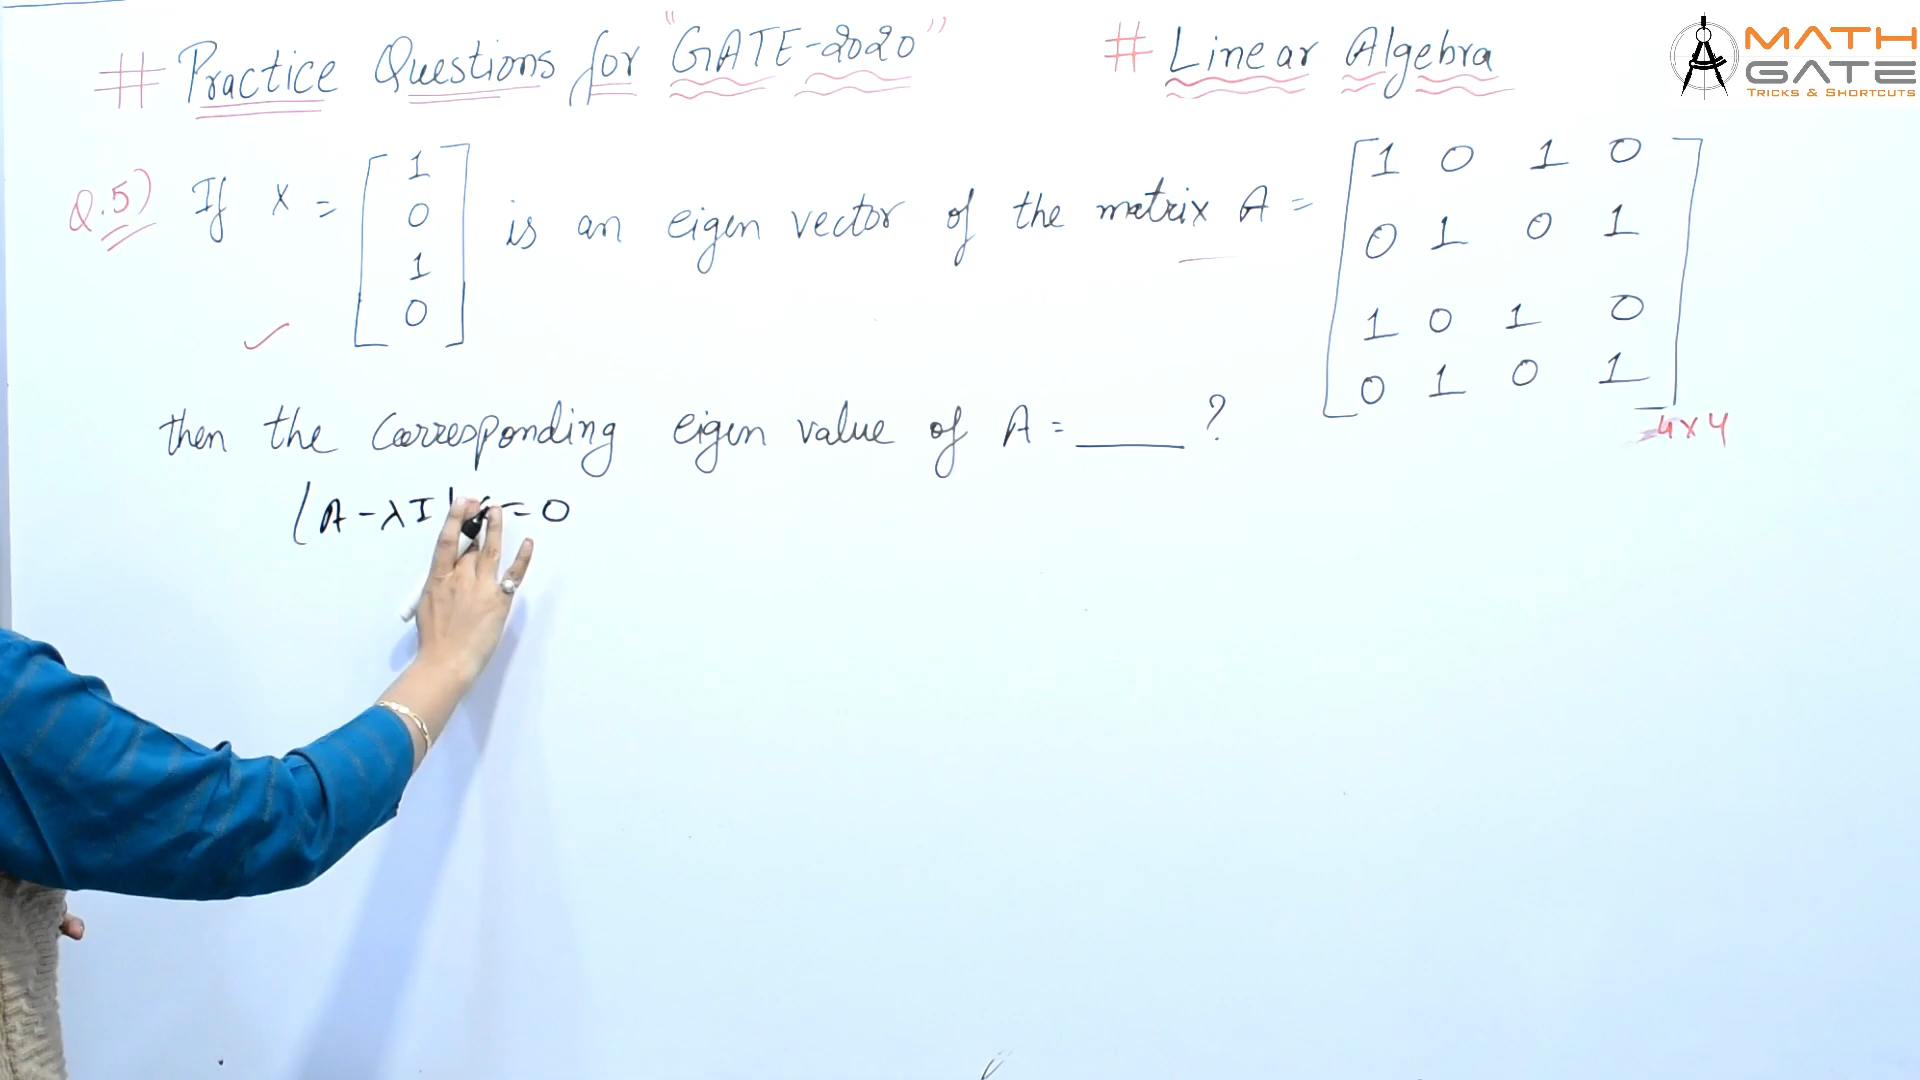 # Practice Questions for "GATE-2020" # Linear Algebra
MATH
GATE
TRICKS & SHORTCUTS
Q.5) If x = [1 0 1 0] is an eigen vector of the matrix A =
[1 0 1 0
0 1 0 1
1 0 1 0
0 1 0 1]
4x4
then the corresponding eigen value of A = ____ ?
(A-λI) = 0